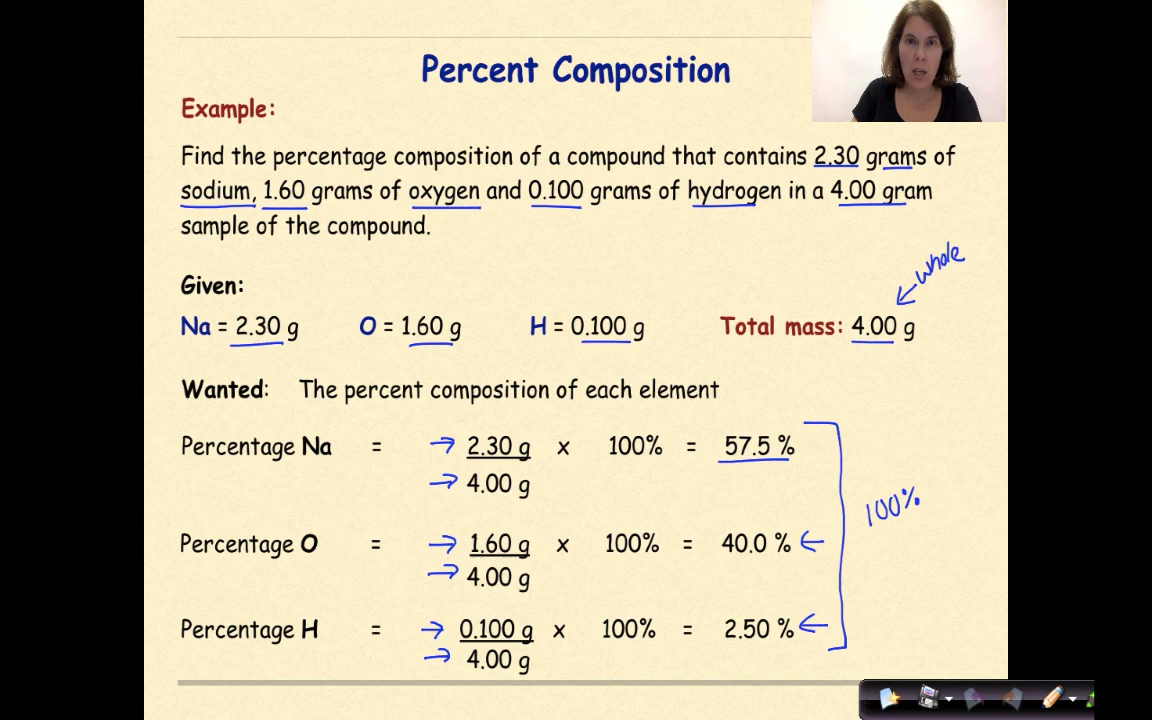 Percent Composition
Example:
Find the percentage composition of a compound that contains 2.30 grams of
sodium, 1.60 grams of oxygen and 0.100 grams of hydrogen in a 4.00 gram
sample of the compound.
whole
Given:
Na = 2.30 g O = 1.60 g H = 0.100 g Total mass: 4.00 g
Wanted: The percent composition of each element
Percentage Na = → 2.30 g x 100% = 57.5 %
→ 4.00 g
100%
Percentage O = → 1.60 g x 100% = 40.0 % ←
→ 4.00 g
Percentage H = → 0.100 g x 100% = 2.50 % ←
→ 4.00 g